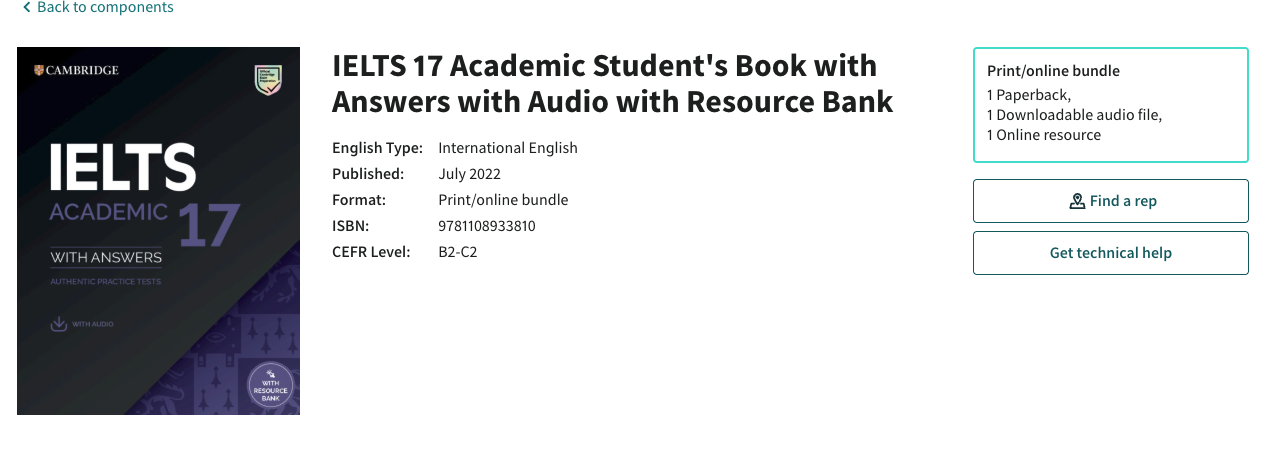 Back to components
CAMBRIDGE
IELTS
ACADEMIC 17
WITH ANSWERS
AUTHENTIC PRACTICE TESTS
WITH AUDIO
WITH
RESOURCE
BANK
IELTS 17 Academic Student's Book with
Answers with Audio with Resource Bank
English Type: International English
Published: July 2022
Format: Print/online bundle
ISBN: 9781108933810
CEFR Level: B2-C2
Print/online bundle
1 Paperback,
1 Downloadable audio file,
1 Online resource
Find a rep
Get technical help